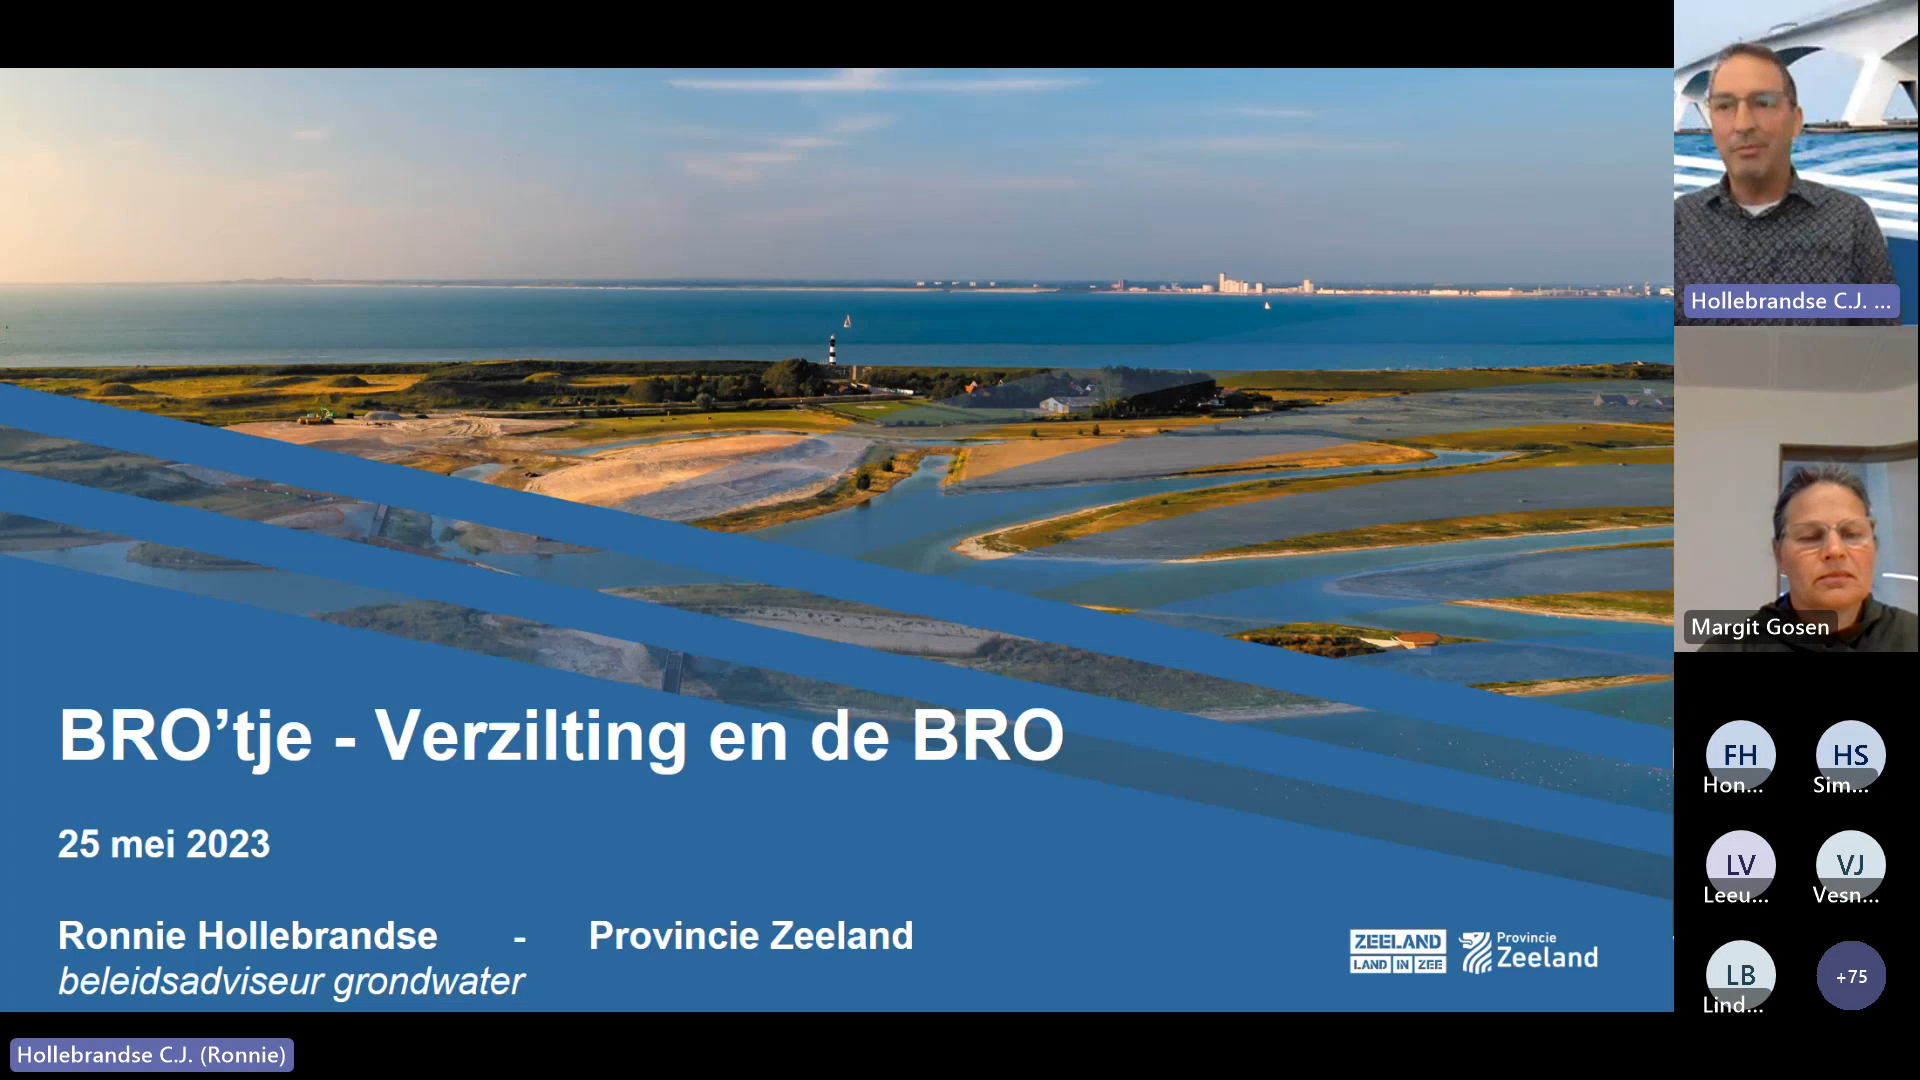 BRO’tje - Verzilting en de BRO
25 mei 2023
Ronnie Hollebrandse - Provincie Zeeland
beleidsadviseur grondwater
ZEELAND
LAND IN ZEE
Provincie
Zeeland
Hollebrandse C.J. ...
Margit Gosen
FH
Hon...
HS
Sim...
LV
Leeu...
VJ
Vesn...
LB
Lind...
+75
Hollebrandse C.J. (Ronnie)